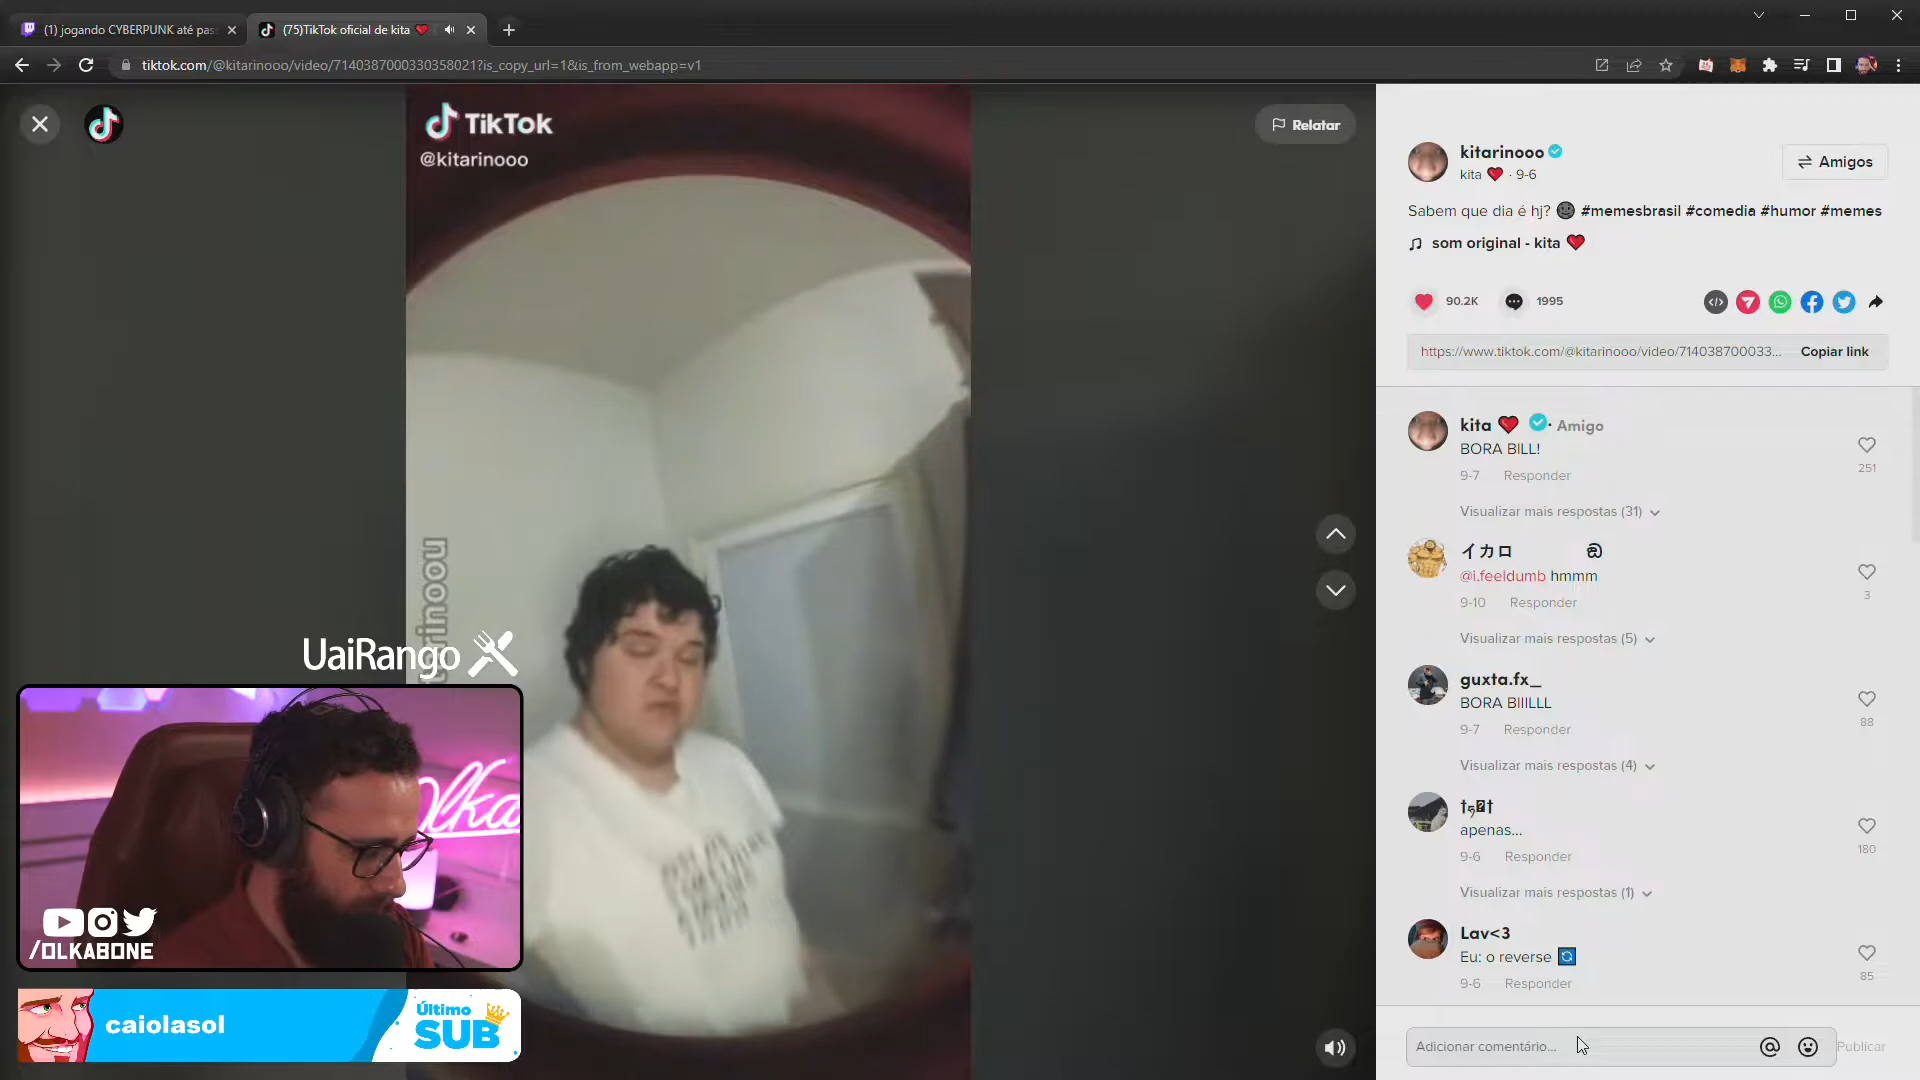 (1) jogando CYBERPUNK até pas
(75)TikTok oficial de kita ❤️
tiktok.com/@kitarinooo/video/7140387000330358021?is_copy_url=1&is_from_webapp=v1
TikTok
@kitarinooo
Relatar
UaiRango
/OLKABONE
caiolasol
Último
SUB
kitarinooo
kita ❤️ · 9-6
Amigos
Sabem que dia é hj? 🌚 #memesbrasil #comedia #humor #memes
som original - kita ❤️
90.2K
1995
https://www.tiktok.com/@kitarinooo/video/714038700033...
Copiar link
kita ❤️ · Amigo
BORA BILL!
9-7 Responder
251
Visualizar mais respostas (31)
イカロ
@i.feeldumb hmmm
9-10 Responder
3
Visualizar mais respostas (5)
guxta.fx_
BORA BIIILLL
9-7 Responder
88
Visualizar mais respostas (4)
apenas...
9-6 Responder
180
Visualizar mais respostas (1)
Lav<3
Eu: o reverse 🔄
9-6 Responder
85
Adicionar comentário...
Publicar